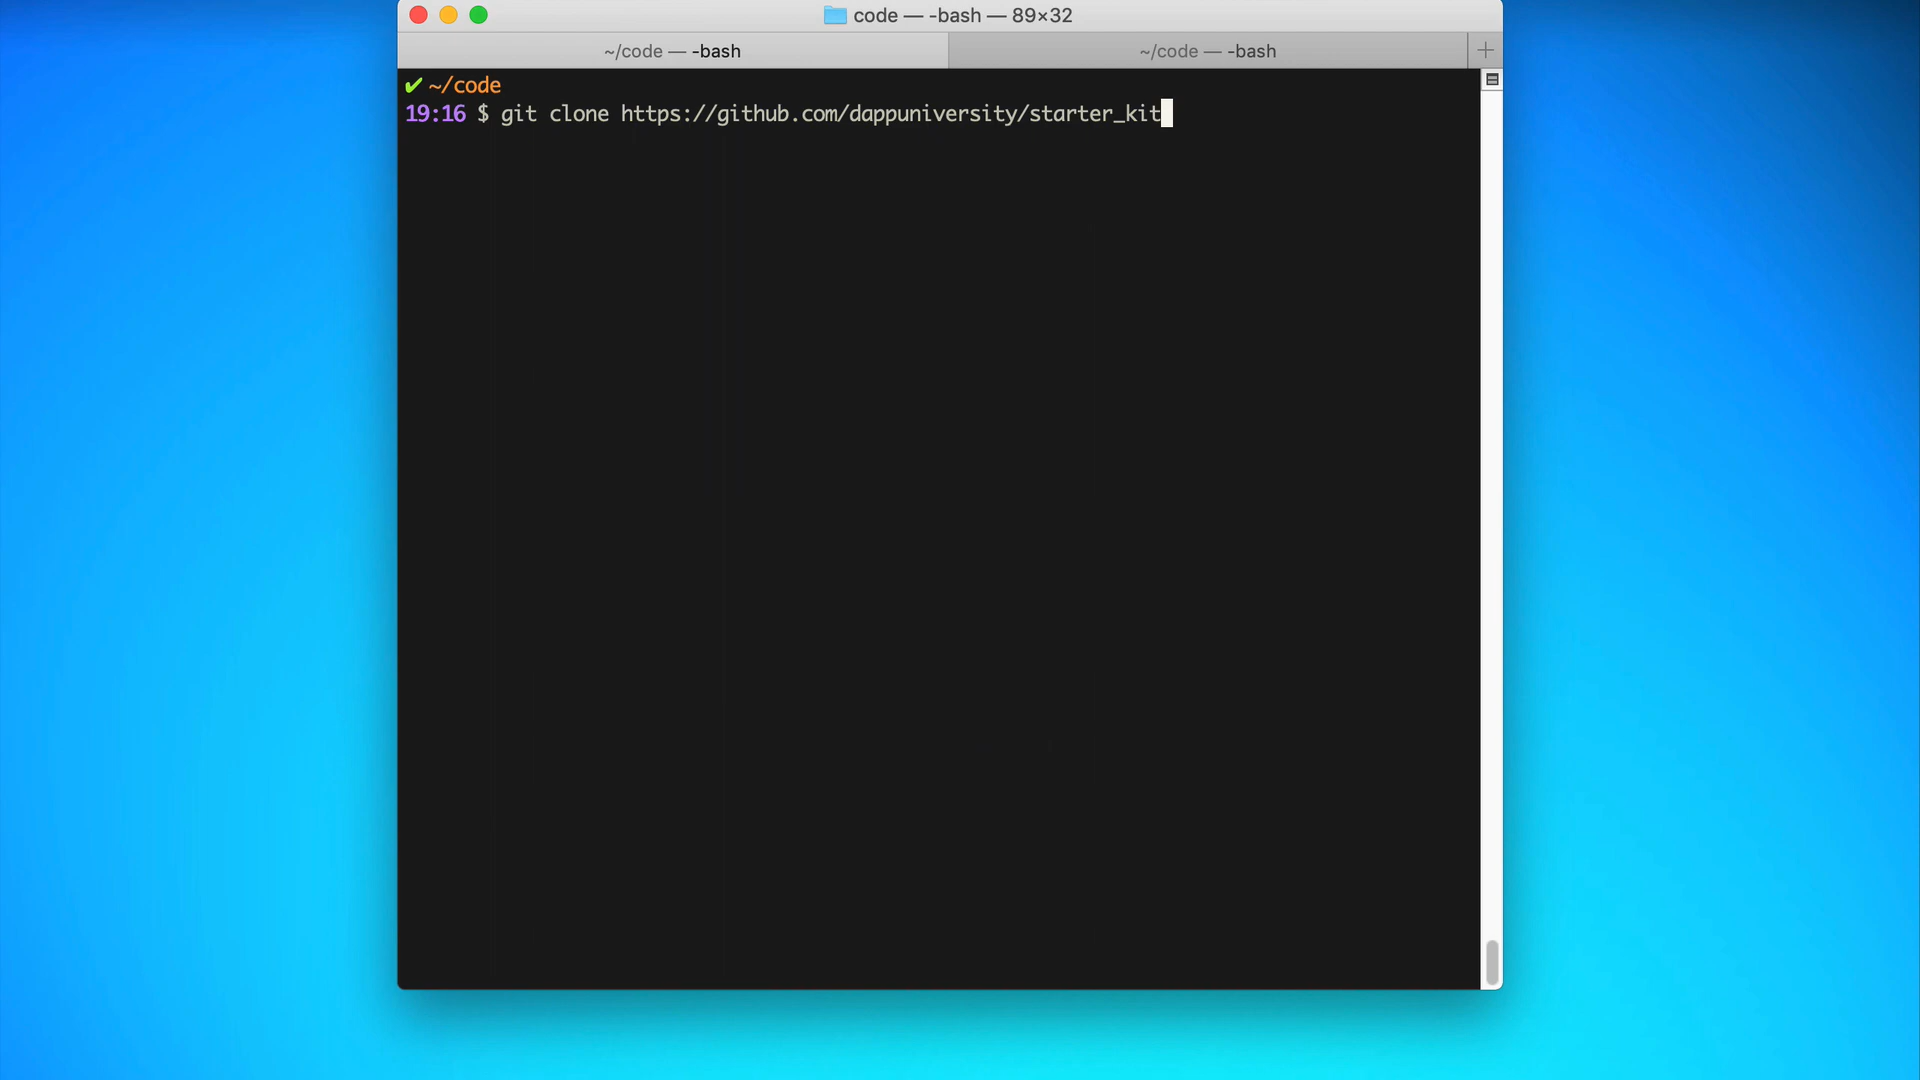 code — -bash — 89×32
~/code — -bash
~/code — -bash
✔ ~/code
19:16 $ git clone https://github.com/dappuniversity/starter_kit